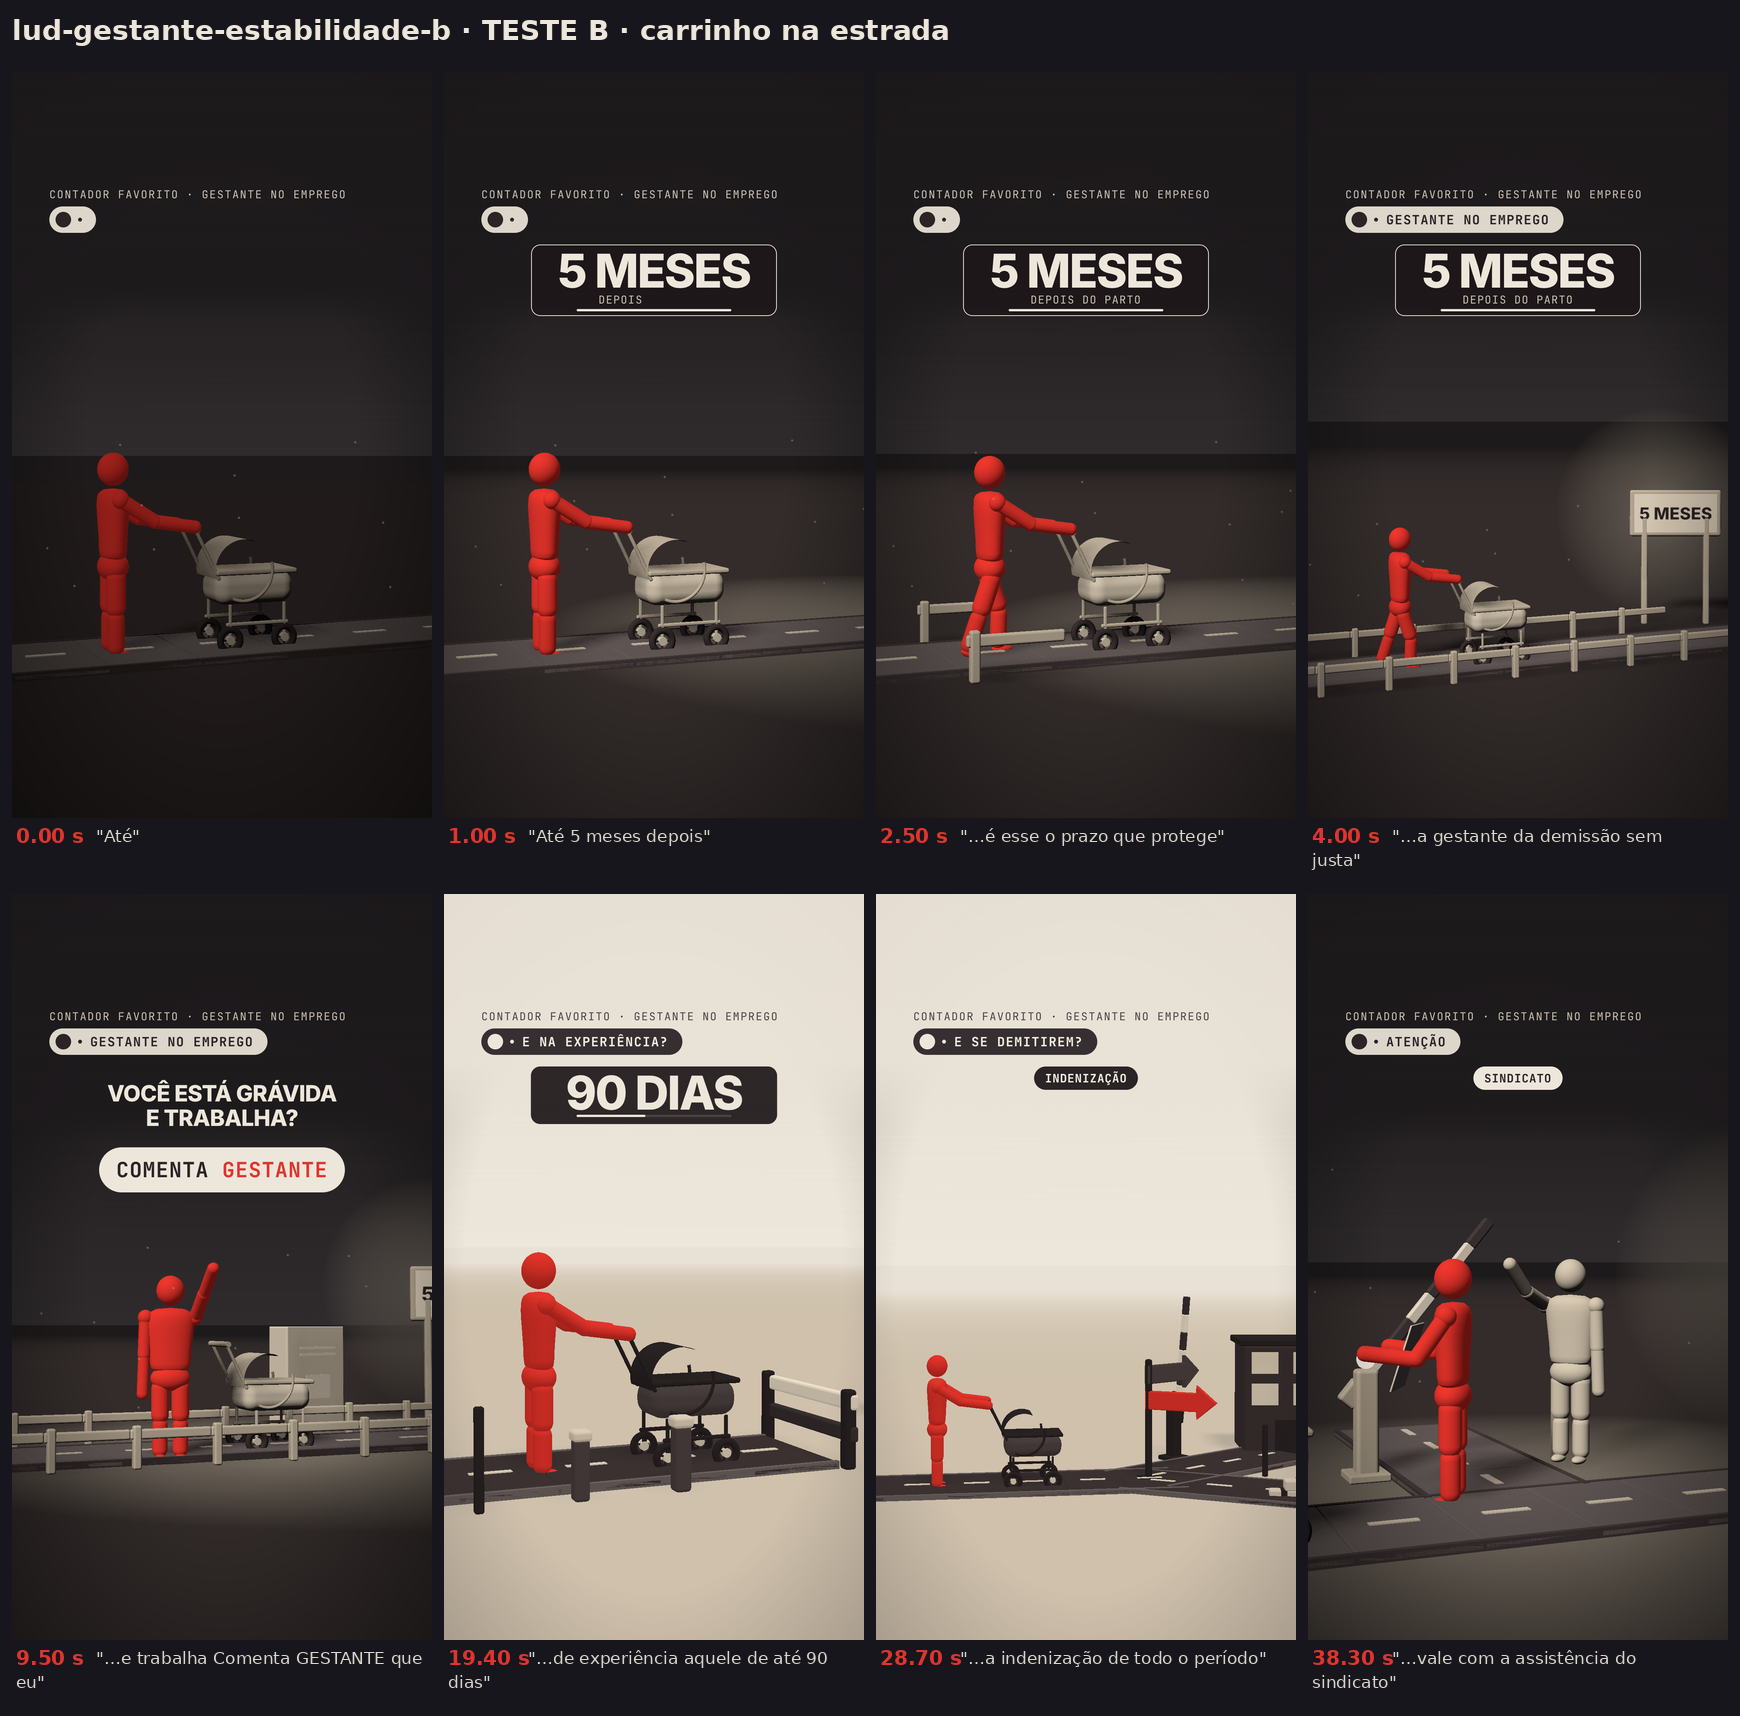 lud-gestante-estabilidade-b · TESTE B · carrinho na estrada
CONTADOR FAVORITO · GESTANTE NO EMPREGO
0.00 s "Até"
CONTADOR FAVORITO · GESTANTE NO EMPREGO
5 MESES
DEPOIS
1.00 s "Até 5 meses depois"
CONTADOR FAVORITO · GESTANTE NO EMPREGO
5 MESES
DEPOIS DO PARTO
2.50 s "...é esse o prazo que protege"
CONTADOR FAVORITO · GESTANTE NO EMPREGO
• GESTANTE NO EMPREGO
5 MESES
DEPOIS DO PARTO
5 MESES
4.00 s "...a gestante da demissão sem
justa"
CONTADOR FAVORITO · GESTANTE NO EMPREGO
• GESTANTE NO EMPREGO
VOCÊ ESTÁ GRÁVIDA
E TRABALHA?
COMENTA GESTANTE
5
9.50 s "...e trabalha Comenta GESTANTE que
eu"
CONTADOR FAVORITO · GESTANTE NO EMPREGO
• E NA EXPERIÊNCIA?
90 DIAS
19.40 s "...de experiência aquele de até 90
dias"
CONTADOR FAVORITO · GESTANTE NO EMPREGO
• E SE DEMITIREM?
INDENIZAÇÃO
28.70 s "...a indenização de todo o período"
CONTADOR FAVORITO · GESTANTE NO EMPREGO
• ATENÇÃO
SINDICATO
38.30 s "...vale com a assistência do
sindicato"